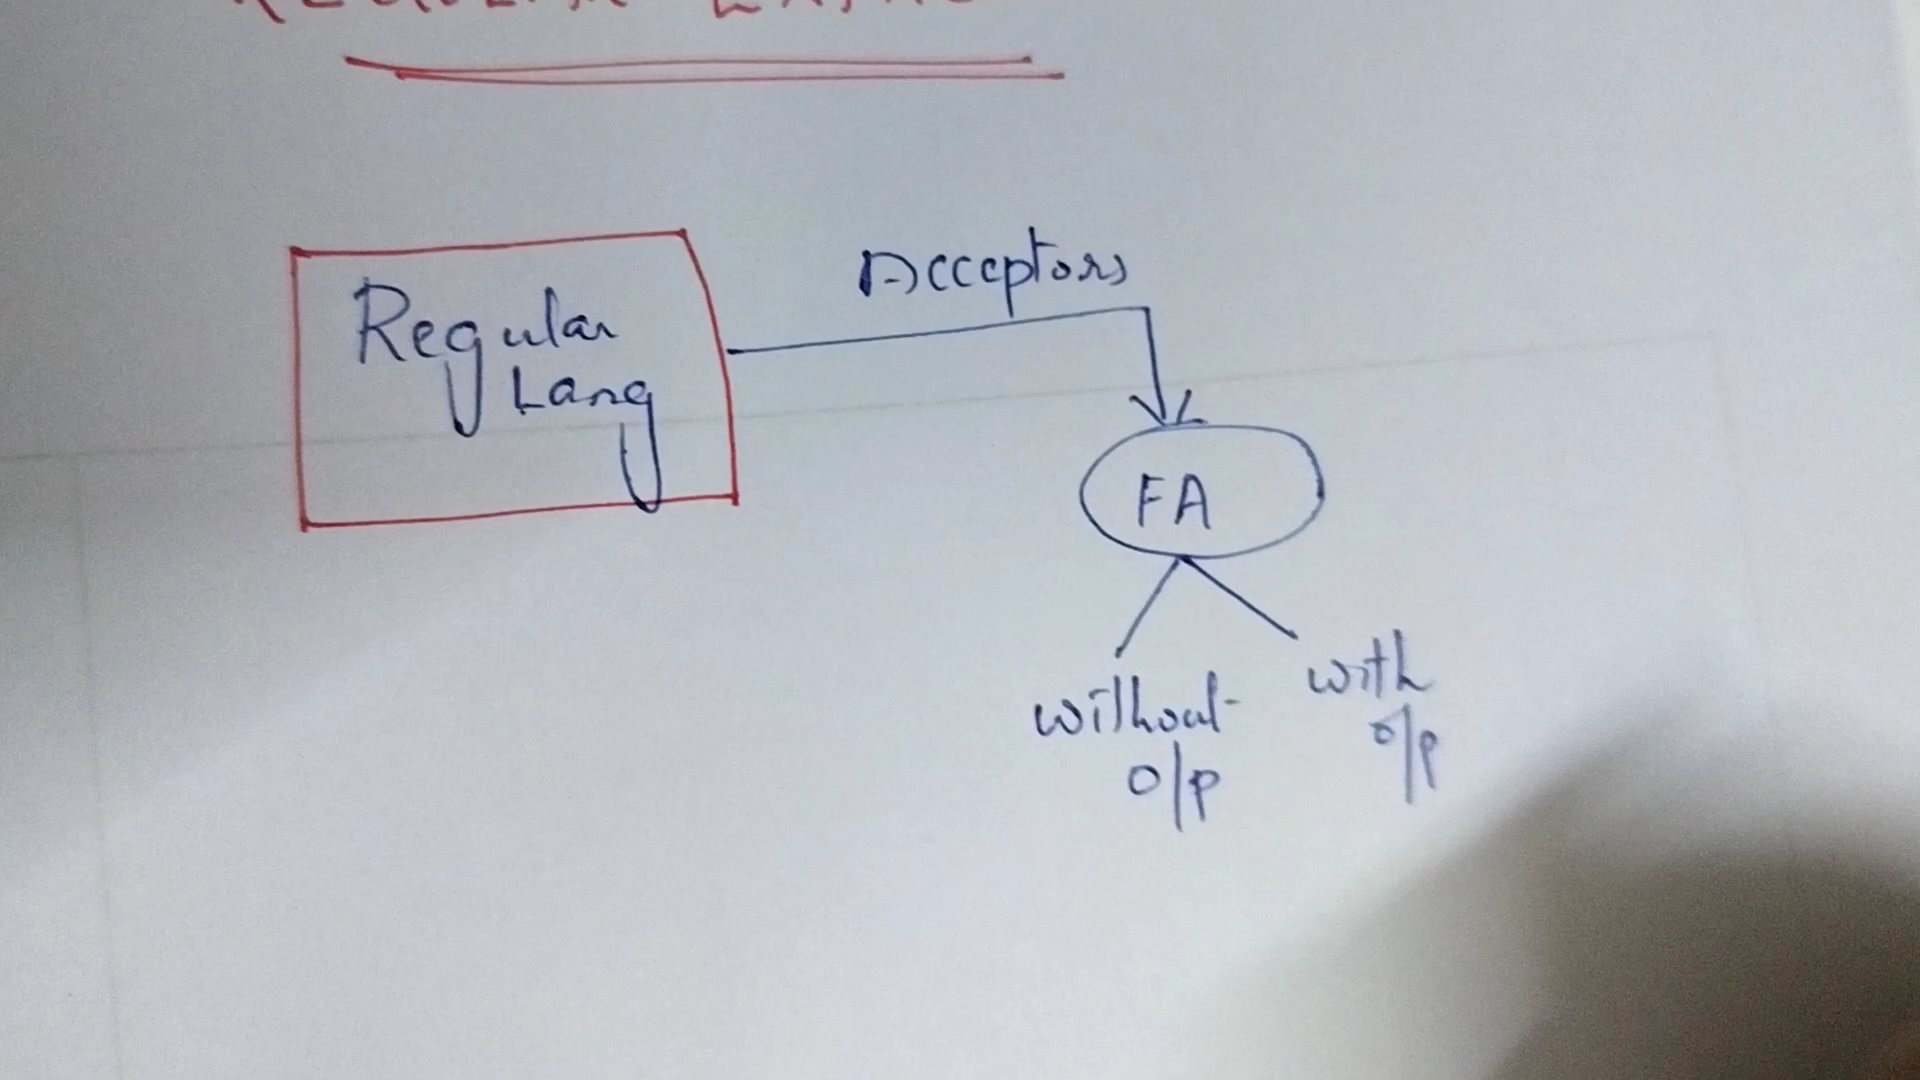 Regular
Lang
Acceptors
FA
without
o/p
with
o/p